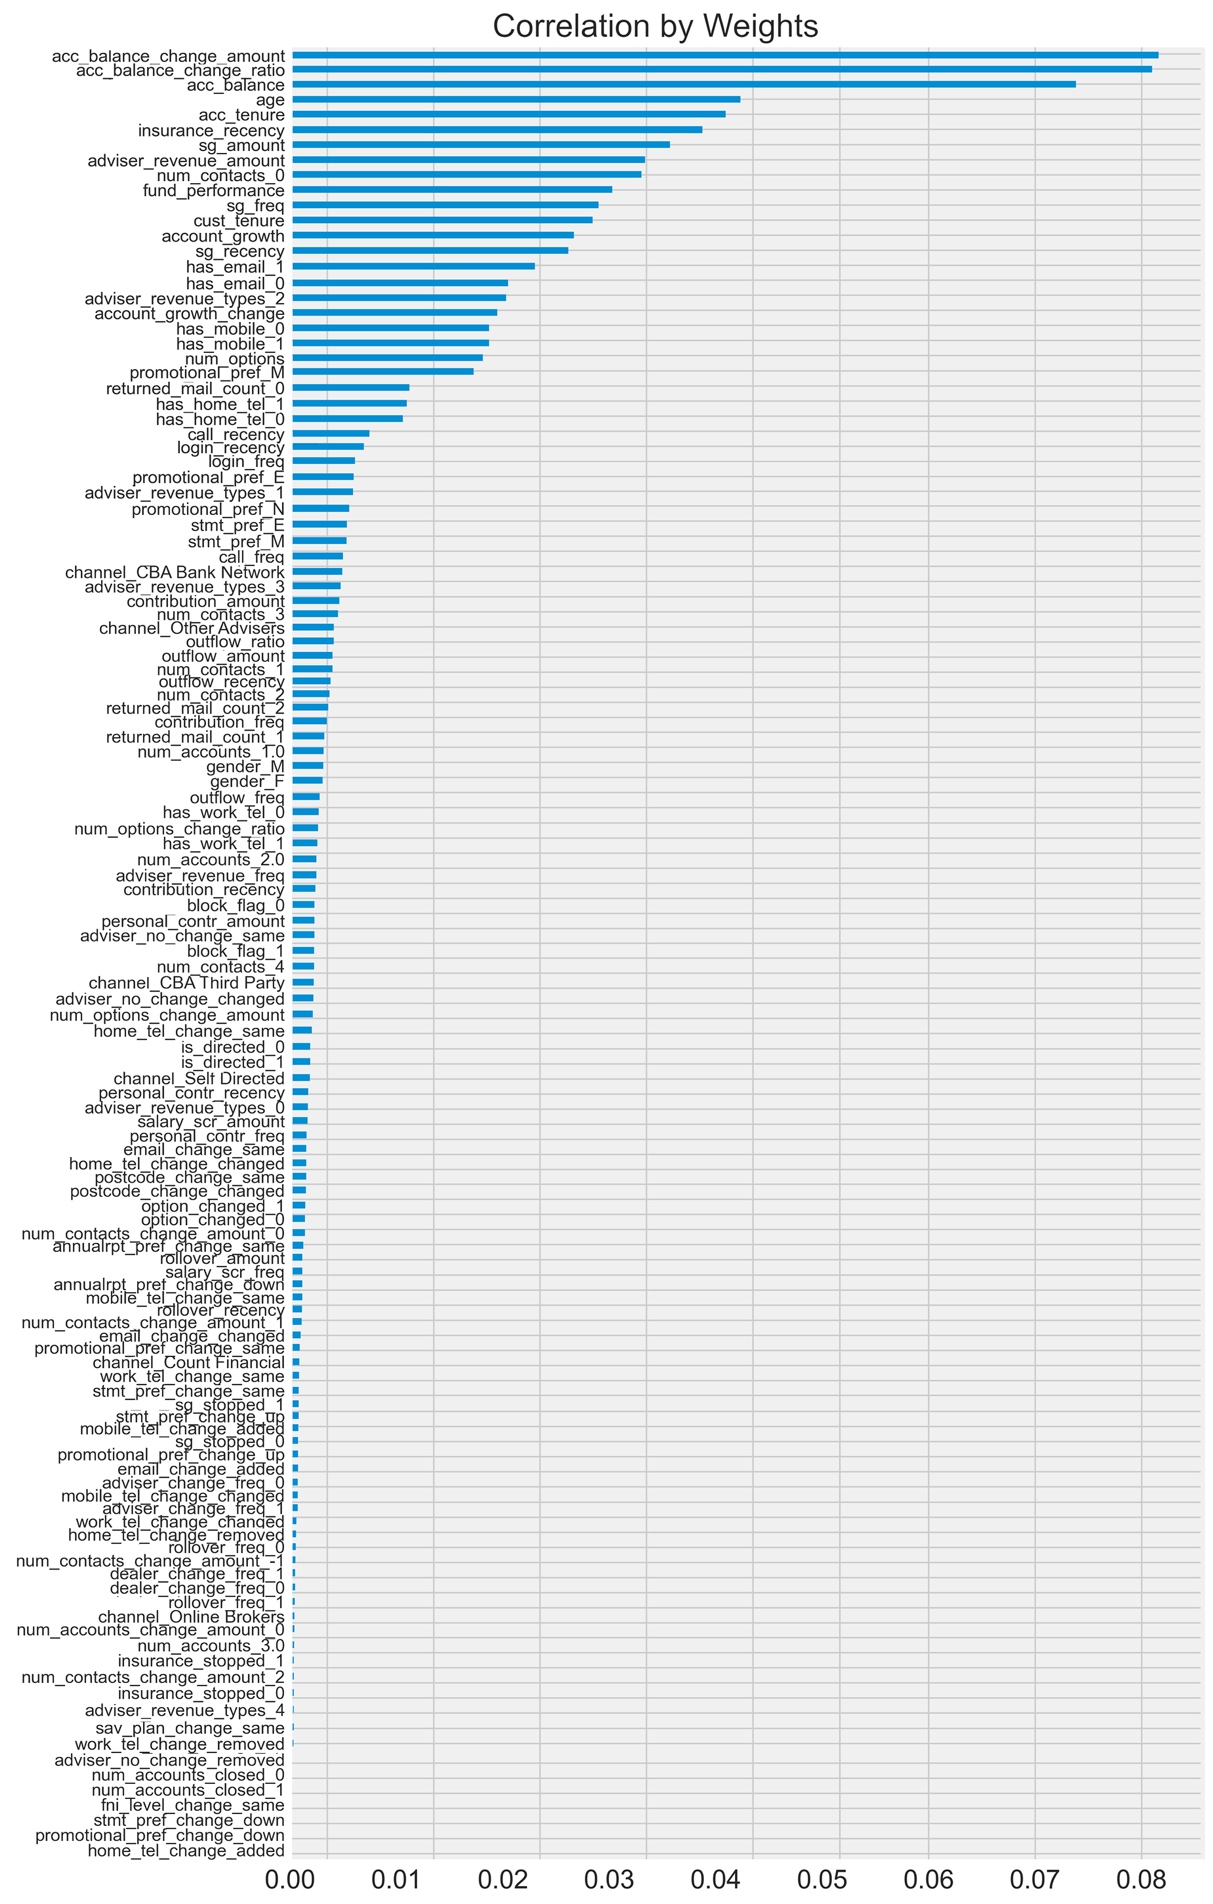 Correlation by Weights
acc_balance_change_amount
acc_balance_change_ratio
acc_balance
age
acc_tenure
insurance_recency
sg_amount
adviser_revenue_amount
num_contacts_0
fund_performance
sg_freq
cust_tenure
account_growth
sg_recency
has_email_1
has_email_0
adviser_revenue_types_2
account_growth_change
has_mobile_0
has_mobile_1
num_options
promotional_pref_M
returned_mail_count_0
has_home_tel_1
has_home_tel_0
call_recency
login_recency
login_freq
promotional_pref_E
adviser_revenue_types_1
promotional_pref_N
stmt_pref_E
stmt_pref_M
call_freq
channel_CBA Bank Network
adviser_revenue_types_3
contribution_amount
num_contacts_3
channel_Other Advisers
outflow_ratio
outflow_amount
num_contacts_1
outflow_recency
num_contacts_2
returned_mail_count_2
contribution_freq
returned_mail_count_1
num_accounts_1.0
gender_M
gender_F
outflow_freq
has_work_tel_0
num_options_change_ratio
has_work_tel_1
num_accounts_2.0
adviser_revenue_freq
contribution_recency
block_flag_0
personal_contr_amount
adviser_no_change_same
block_flag_1
num_contacts_4
channel_CBA Third Party
adviser_no_change_changed
num_options_change_amount
home_tel_change_same
is_directed_0
is_directed_1
channel_Self Directed
personal_contr_recency
adviser_revenue_types_0
salary_scr_amount
personal_contr_freq
email_change_same
home_tel_change_changed
postcode_change_same
postcode_change_changed
option_changed_1
option_changed_0
num_contacts_change_amount_0
annualrpt_pref_change_same
rollover_amount
salary_scr_freq
annualrpt_pref_change_down
mobile_tel_change_same
rollover_recency
num_contacts_change_amount_1
email_change_changed
promotional_pref_change_same
channel_Count Financial
work_tel_change_same
stmt_pref_change_same
sg_stopped_1
stmt_pref_change_up
mobile_tel_change_added
sg_stopped_0
promotional_pref_change_up
email_change_added
adviser_change_freq_0
mobile_tel_change_changed
adviser_change_freq_1
work_tel_change_changed
home_tel_change_removed
rollover_freq_0
num_contacts_change_amount_-1
dealer_change_freq_1
dealer_change_freq_0
rollover_freq_1
channel_Online Brokers
num_accounts_change_amount_0
num_accounts_3.0
insurance_stopped_1
num_contacts_change_amount_2
insurance_stopped_0
adviser_revenue_types_4
sav_plan_change_same
work_tel_change_removed
adviser_no_change_removed
num_accounts_closed_0
num_accounts_closed_1
fni_level_change_same
stmt_pref_change_down
promotional_pref_change_down
home_tel_change_added
0.00 0.01 0.02 0.03 0.04 0.05 0.06 0.07 0.08